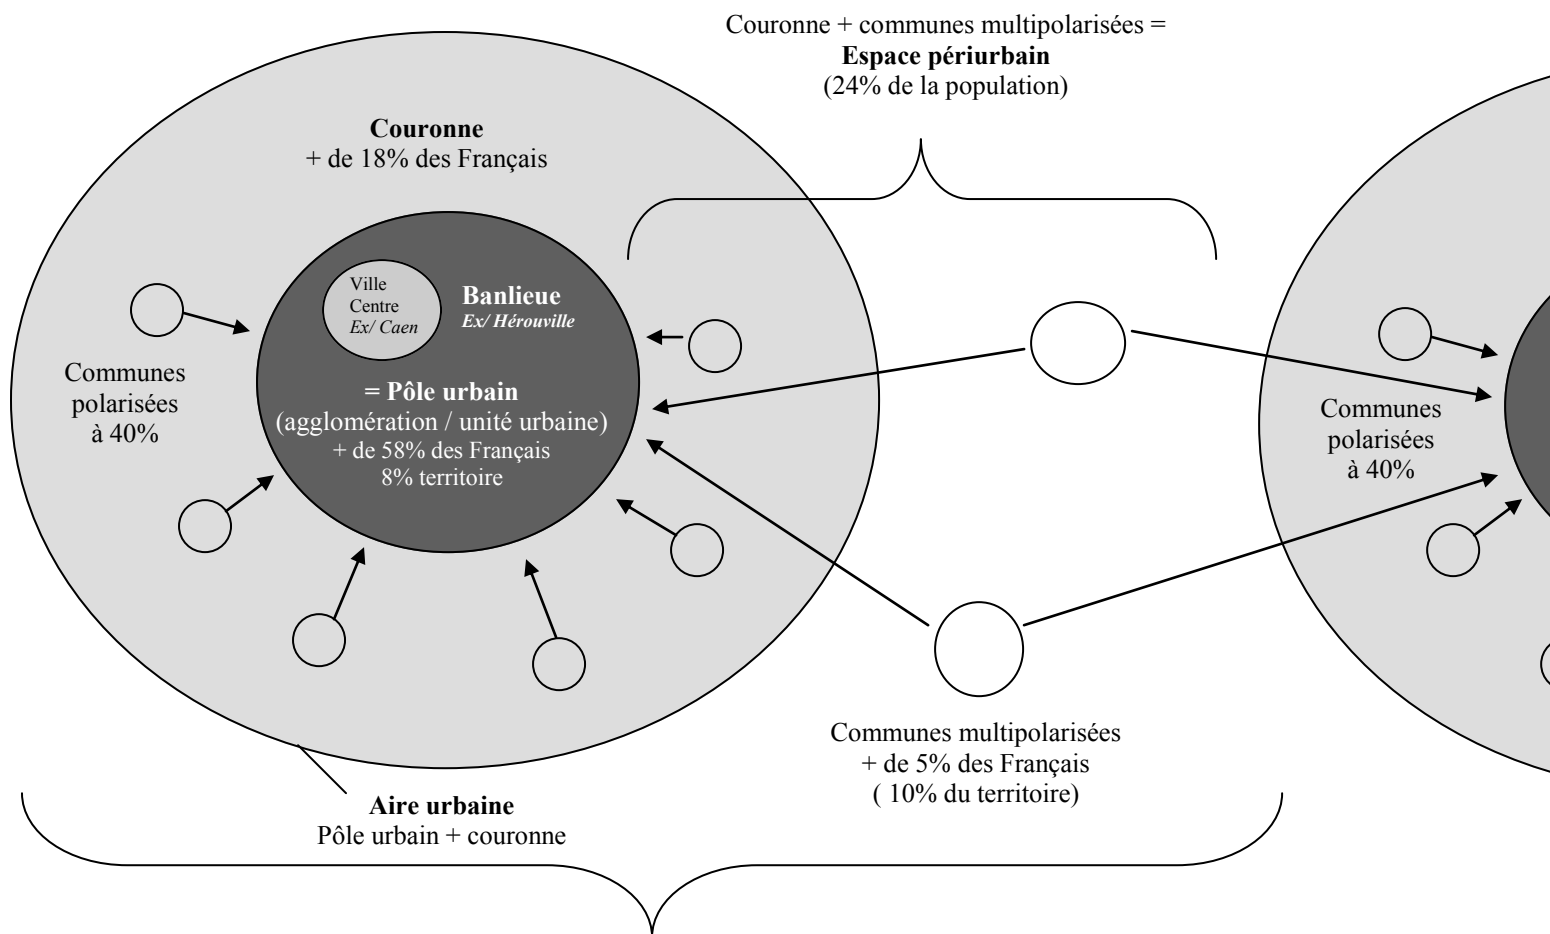 Couronne + communes multipolarisées =
Espace périurbain
(24% de la population)
Couronne
+ de 18% des Français
Ville
Centre
Ex/ Caen
Banlieue
Ex/ Hérouville
= Pôle urbain
(agglomération / unité urbaine)
+ de 58% des Français
8% territoire
Communes
polarisées
à 40%
Communes
polarisées
à 40%
Communes multipolarisées
+ de 5% des Français
( 10% du territoire)
Aire urbaine
Pôle urbain + couronne